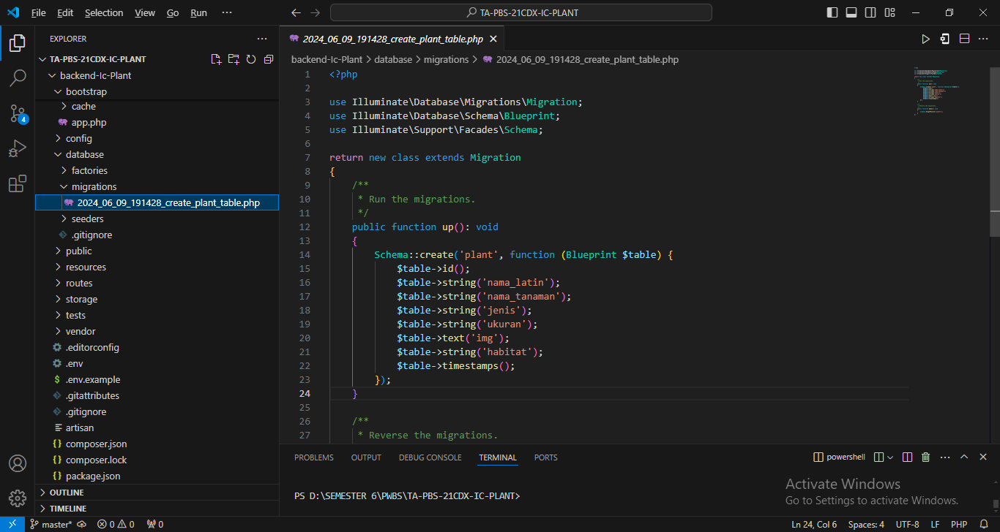 File Edit Selection View Go Run ··· TA-PBS-21CDX-IC-PLANT
EXPLORER ···
TA-PBS-21CDX-IC-PLANT
backend-Ic-Plant
bootstrap
cache
app.php
config
database
factories
migrations
2024_06_09_191428_create_plant_table.php
seeders
.gitignore
public
resources
routes
storage
tests
vendor
.editorconfig
.env
$ .env.example
.gitattributes
.gitignore
artisan
{} composer.json
{} composer.lock
{} package.json
OUTLINE
TIMELINE
4
2024_06_09_191428_create_plant_table.php
backend-Ic-Plant > database > migrations > 2024_06_09_191428_create_plant_table.php
1 <?php
2
3 use Illuminate\Database\Migrations\Migration;
4 use Illuminate\Database\Schema\Blueprint;
5 use Illuminate\Support\Facades\Schema;
6
7 return new class extends Migration
8 {
9 /**
10 * Run the migrations.
11 */
12 public function up(): void
13 {
14 Schema::create('plant', function (Blueprint $table) {
15 $table->id();
16 $table->string('nama_latin');
17 $table->string('nama_tanaman');
18 $table->string('jenis');
19 $table->string('ukuran');
20 $table->text('img');
21 $table->string('habitat');
22 $table->timestamps();
23 });
24 }
25
26 /**
27 * Reverse the migrations.
PROBLEMS OUTPUT DEBUG CONSOLE TERMINAL PORTS powershell ···
PS D:\SEMESTER 6\PWBS\TA-PBS-21CDX-IC-PLANT>
Activate Windows
Go to Settings to activate Windows.
master* 0 0 0 Ln 24, Col 6 Spaces: 4 UTF-8 LF PHP